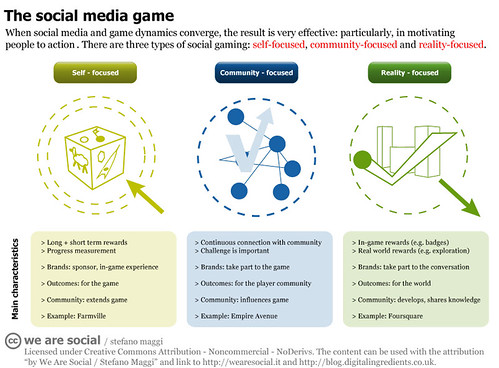 The social media game
When social media and game dynamics converge, the result is very effective: particularly, in motivating
people to action . There are three types of social gaming: self-focused, community-focused and reality-focused.
Self - focused
Community - focused
Reality - focused
Main characteristics
> Long + short term rewards
> Progress measurement
> Brands: sponsor, in-game experience
> Outcomes: for the game
> Community: extends game
> Example: Farmville
> Continuous connection with community
> Challenge is important
> Brands: take part to the game
> Outcomes: for the player community
> Community: influences game
> Example: Empire Avenue
> In-game rewards (e.g. badges)
> Real world rewards (e.g. exploration)
> Brands: take part to the conversation
> Outcomes: for the world
> Community: develops, shares knowledge
> Example: Foursquare
cc we are social / stefano maggi
Licensed under Creative Commons Attribution - Noncommercial - NoDerivs. The content can be used with the attribution
“by We Are Social / Stefano Maggi” and link to http://wearesocial.it and http://blog.digitalingredients.co.uk.